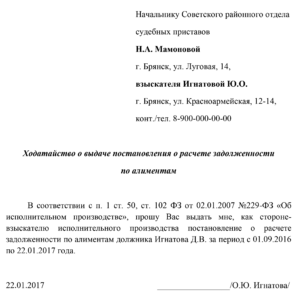 Начальнику Советского районного отдела
судебных приставов
Н.А. Мамоновой
г. Брянск, ул. Луговая, 14,
взыскателя Игнатовой Ю.О.
г. Брянск, ул. Красноармейская, 12-14,
конт./тел. 8-900-000-00-00
Ходатайство о выдаче постановления о расчете задолженности
по алиментам
В соответствии с п. 1 ст. 50, ст. 102 ФЗ от 02.01.2007 №229-ФЗ «Об
исполнительном производстве», прошу Вас выдать мне, как стороне-
взыскателю исполнительного производства постановление о расчете
задолженности по алиментам должника Игнатова Д.В. за период с 01.09.2016
по 22.01.2017 года.
22.01.2017 /О.Ю. Игнатова/